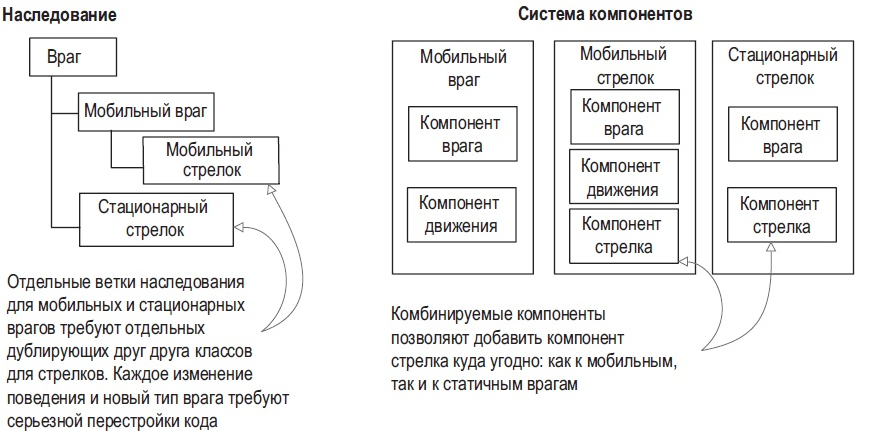 Наследование
Враг
Мобильный враг
Мобильный
стрелок
Стационарный
стрелок
Отдельные ветки наследования
для мобильных и стационарных
врагов требуют отдельных
дублирующих друг друга классов
для стрелков. Каждое изменение
поведения и новый тип врага требуют
серьезной перестройки кода
Система компонентов
Мобильный
враг
Компонент
врага
Компонент
движения
Мобильный
стрелок
Компонент
врага
Компонент
движения
Компонент
стрелка
Стационарный
стрелок
Компонент
врага
Компонент
стрелка
Комбинируемые компоненты
позволяют добавить компонент
стрелка куда угодно: как к мобильным,
так и к статичным врагам